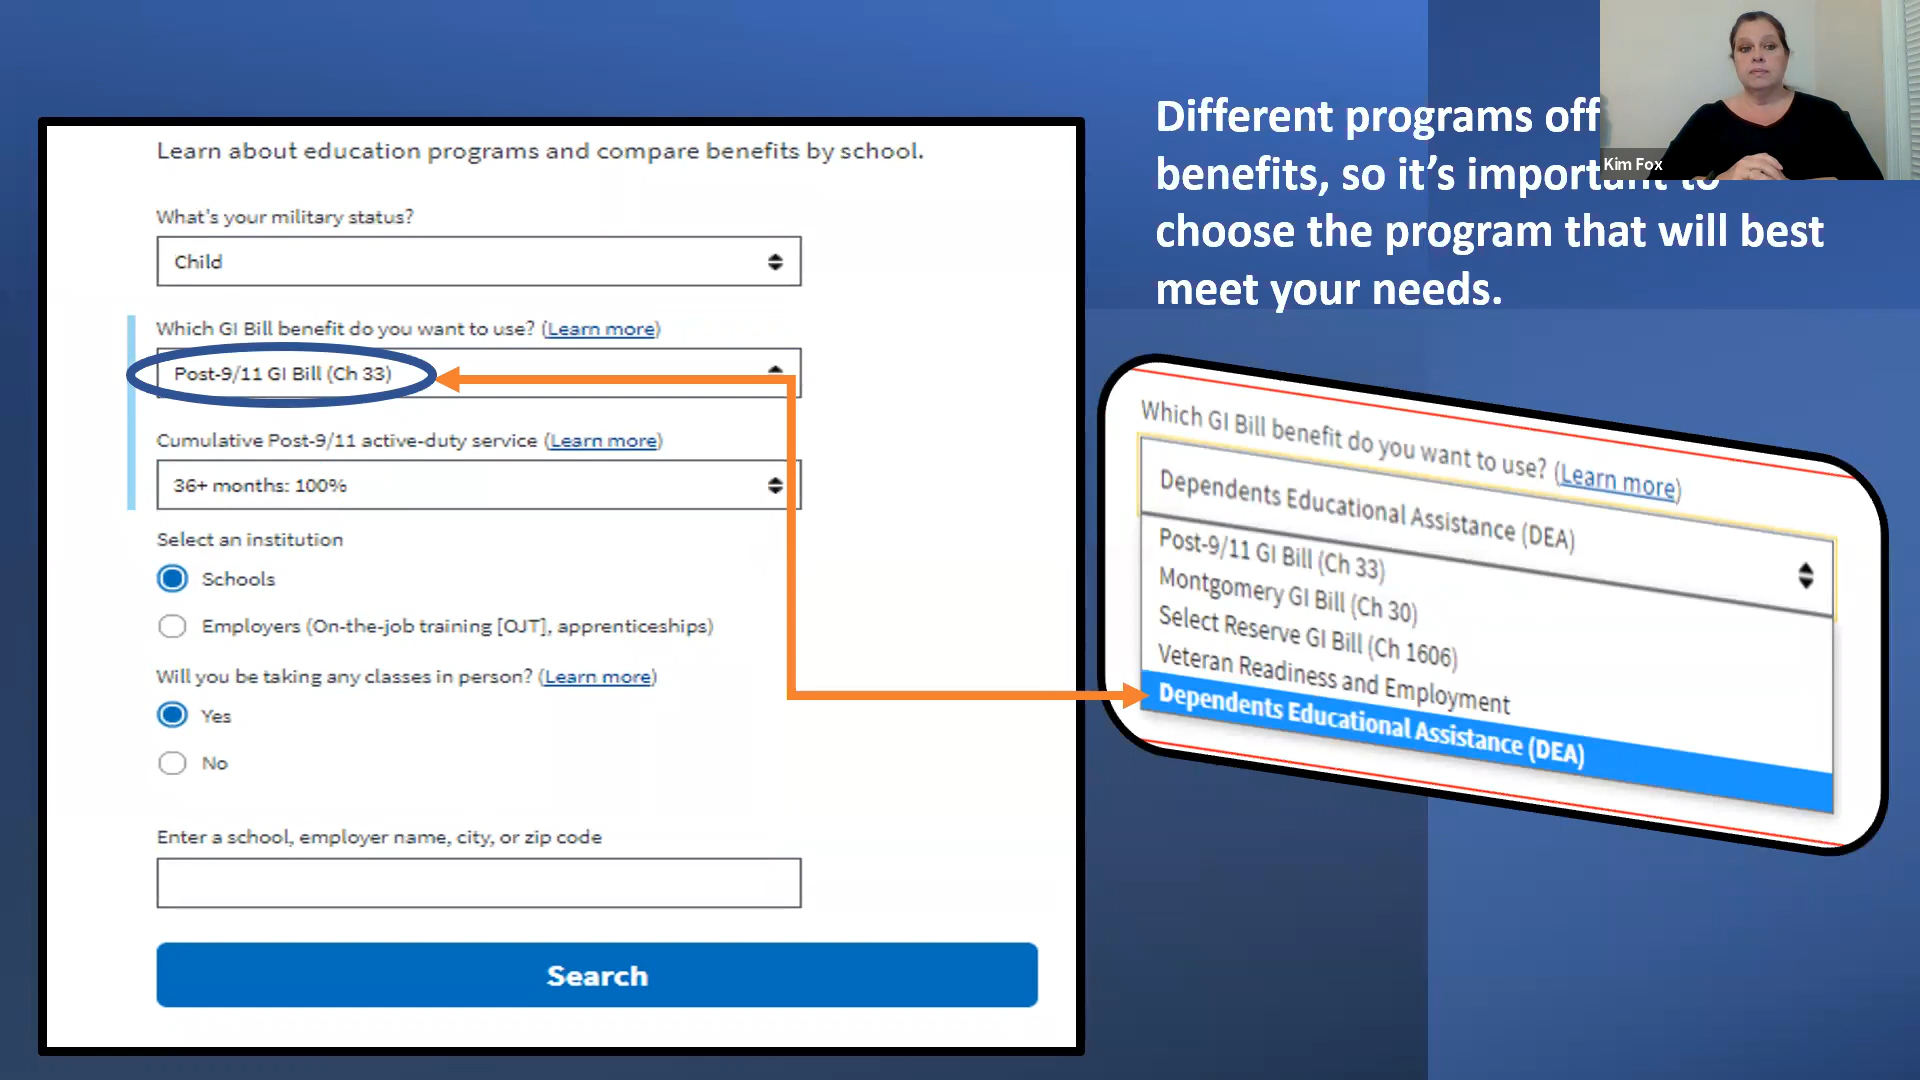 Learn about education programs and compare benefits by school.
What's your military status?
Child
Which GI Bill benefit do you want to use? (Learn more)
Post-9/11 GI Bill (Ch 33)
Cumulative Post-9/11 active-duty service (Learn more)
36+ months: 100%
Select an institution
Schools
Employers (On-the-job training [OJT], apprenticeships)
Will you be taking any classes in person? (Learn more)
Yes
No
Enter a school, employer name, city, or zip code
Search
Different programs off
benefits, so it's important to
choose the program that will best
meet your needs.
Kim Fox
Which GI Bill benefit do you want to use? (Learn more)
Dependents Educational Assistance (DEA)
Post-9/11 GI Bill (Ch 33)
Montgomery GI Bill (Ch 30)
Select Reserve GI Bill (Ch 1606)
Veteran Readiness and Employment
Dependents Educational Assistance (DEA)